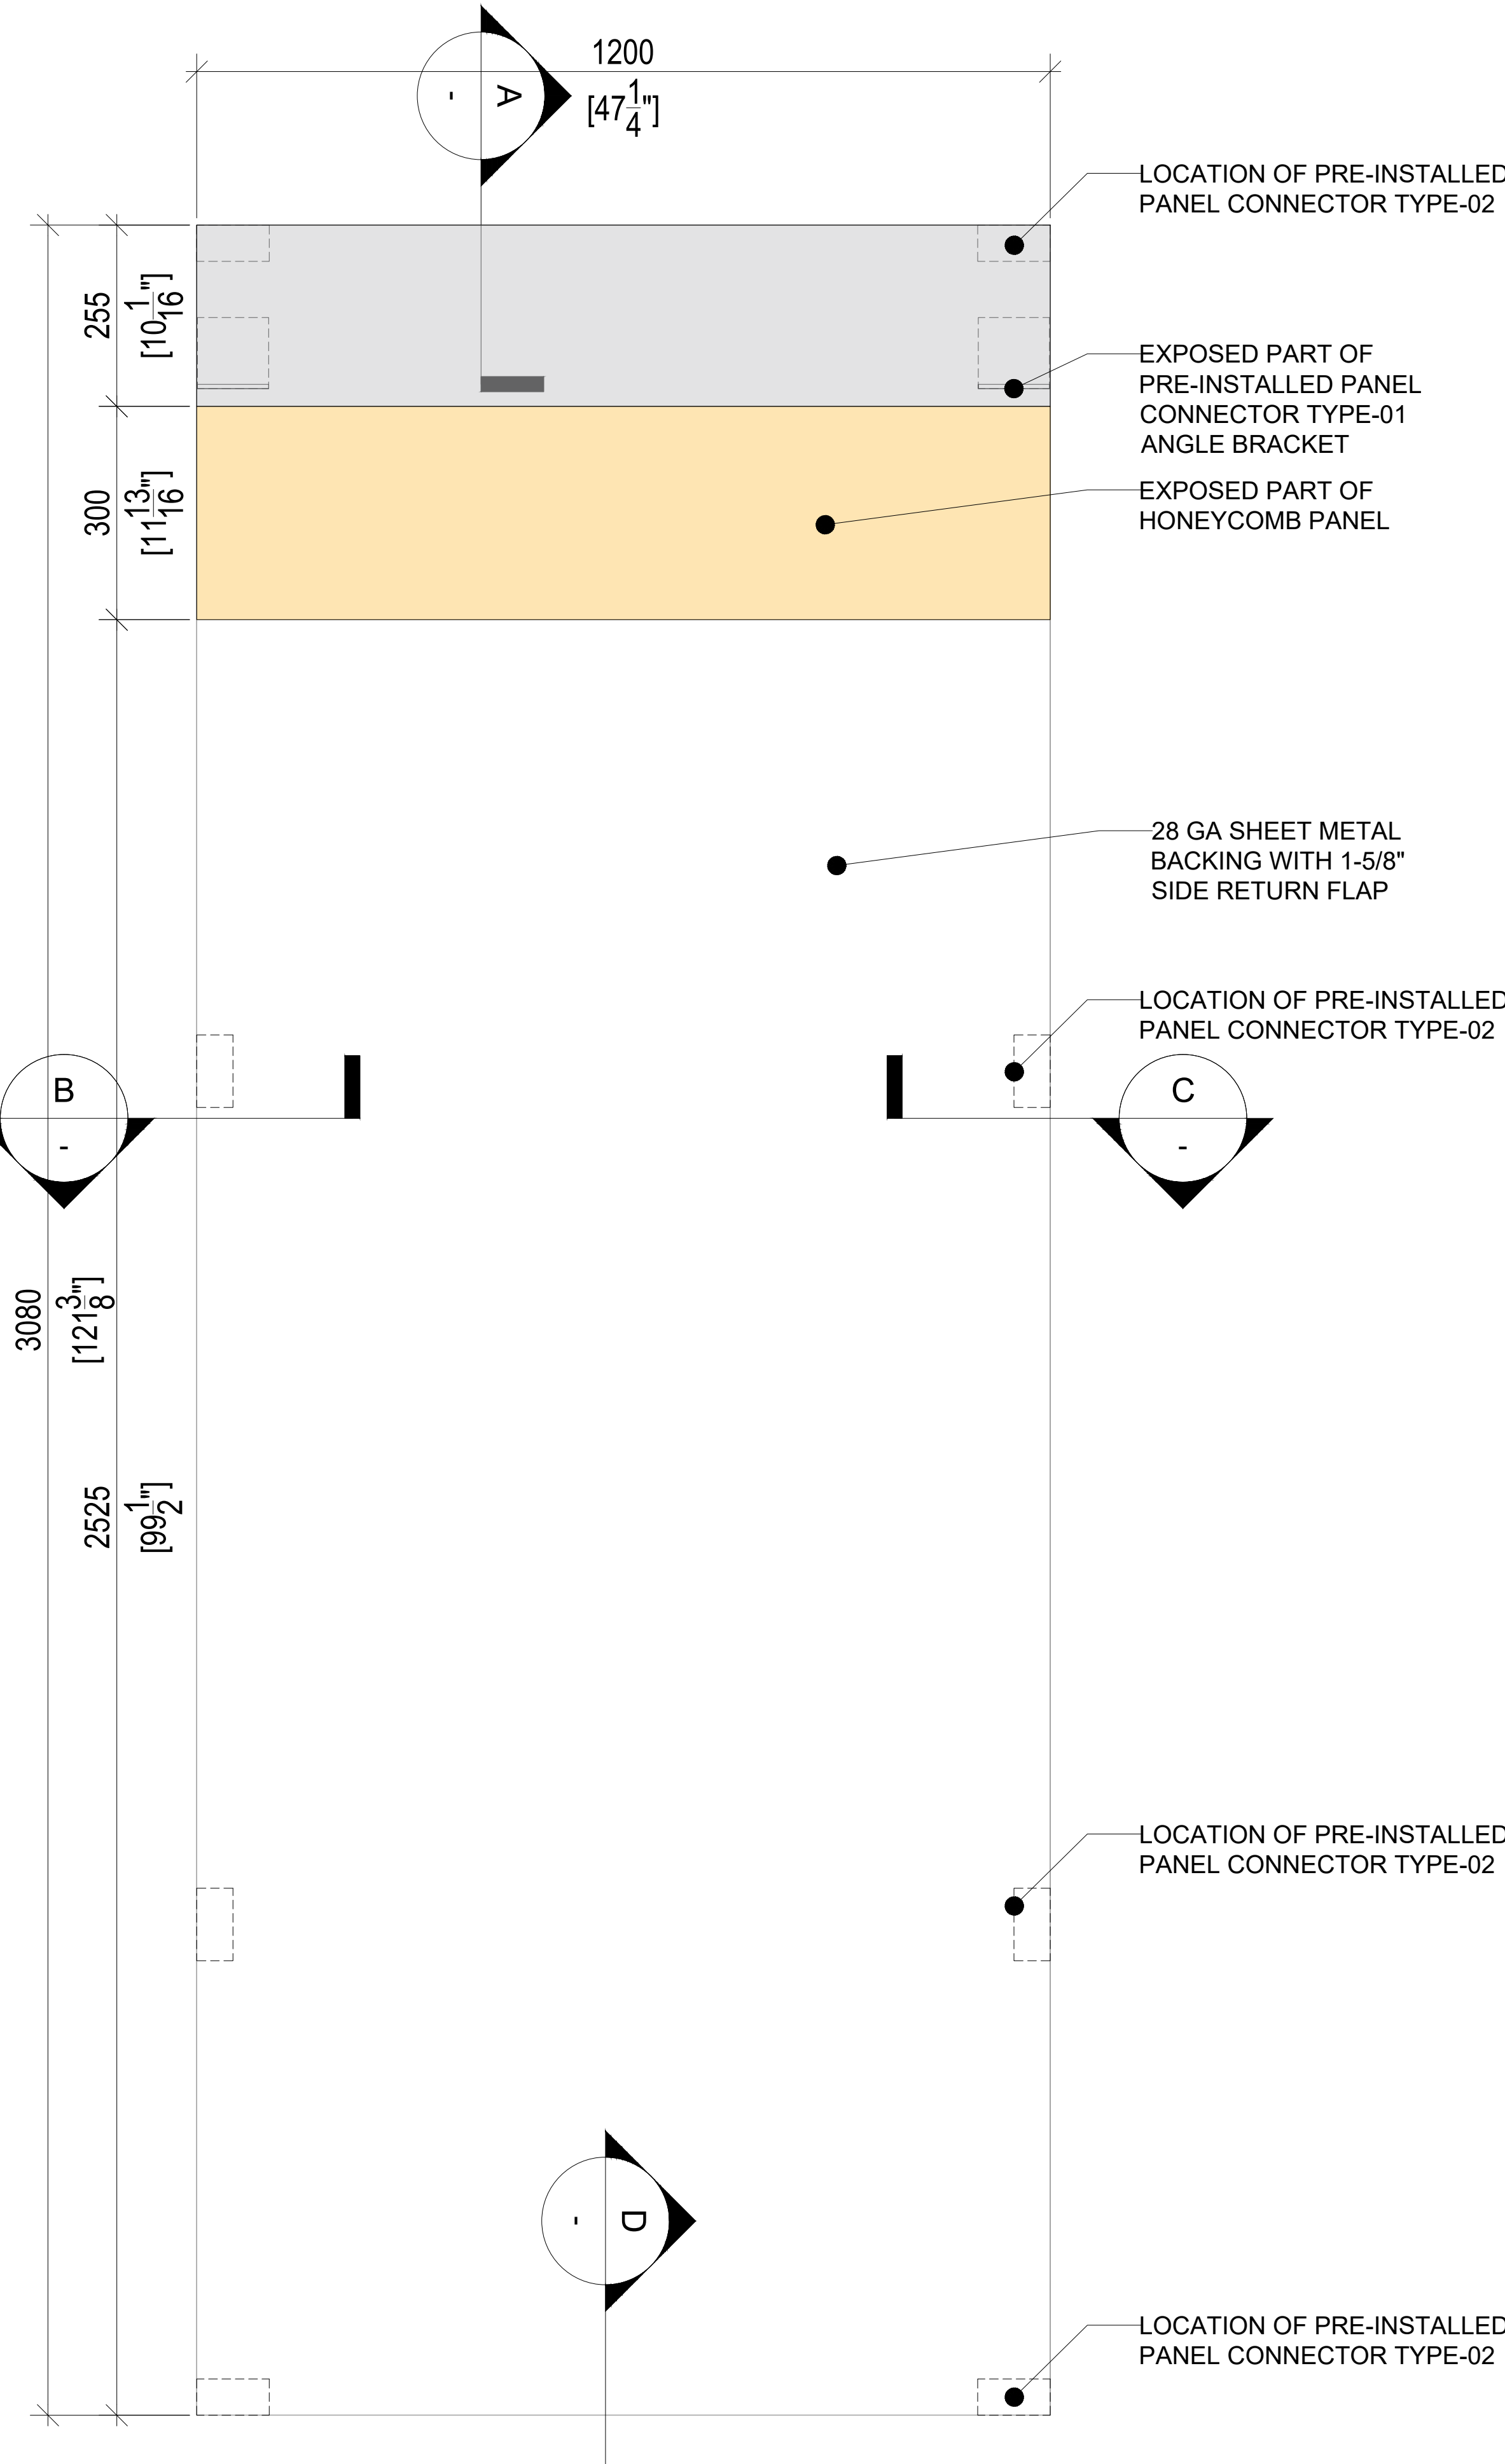 1200
[47 1/4"]
A
-
LOCATION OF PRE-INSTALLED
PANEL CONNECTOR TYPE-02
255
[10 1/16"]
EXPOSED PART OF
PRE-INSTALLED PANEL
CONNECTOR TYPE-01
ANGLE BRACKET
300
[11 13/16"]
EXPOSED PART OF
HONEYCOMB PANEL
28 GA SHEET METAL
BACKING WITH 1-5/8"
SIDE RETURN FLAP
LOCATION OF PRE-INSTALLED
PANEL CONNECTOR TYPE-02
B
-
C
-
3080
[121 3/8"]
2525
[99 1/2"]
LOCATION OF PRE-INSTALLED
PANEL CONNECTOR TYPE-02
D
-
LOCATION OF PRE-INSTALLED
PANEL CONNECTOR TYPE-02